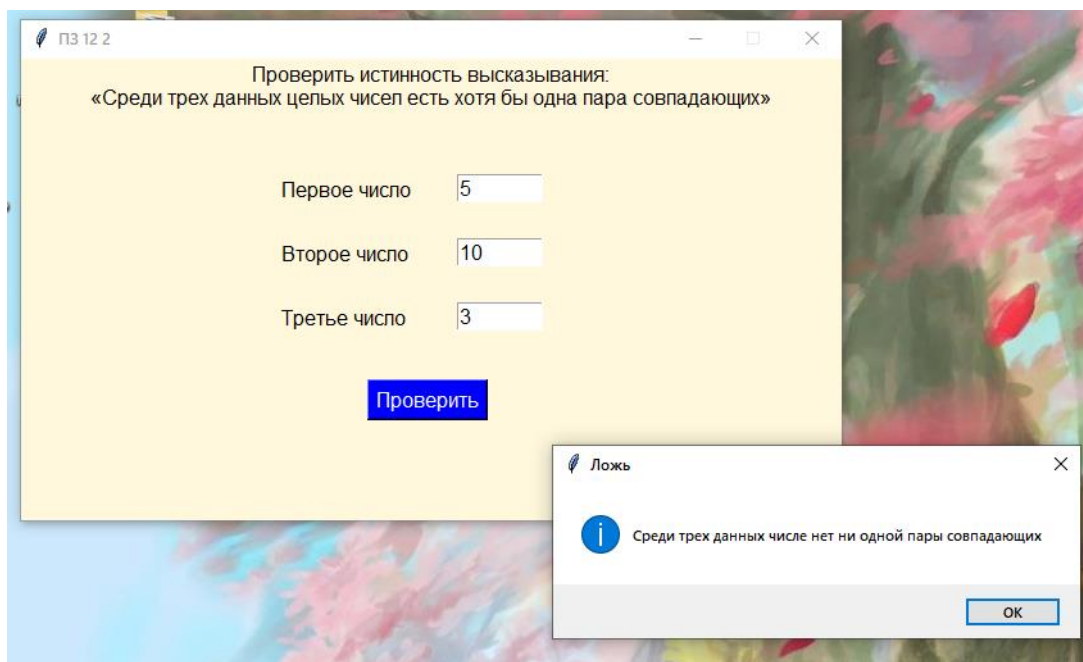 ПЗ 12 2
Проверить истинность высказывания:
«Среди трех данных целых чисел есть хотя бы одна пара совпадающих»
Первое число 5
Второе число 10
Третье число 3
Проверить
Ложь
Среди трех данных числе нет ни одной пары совпадающих
ОК